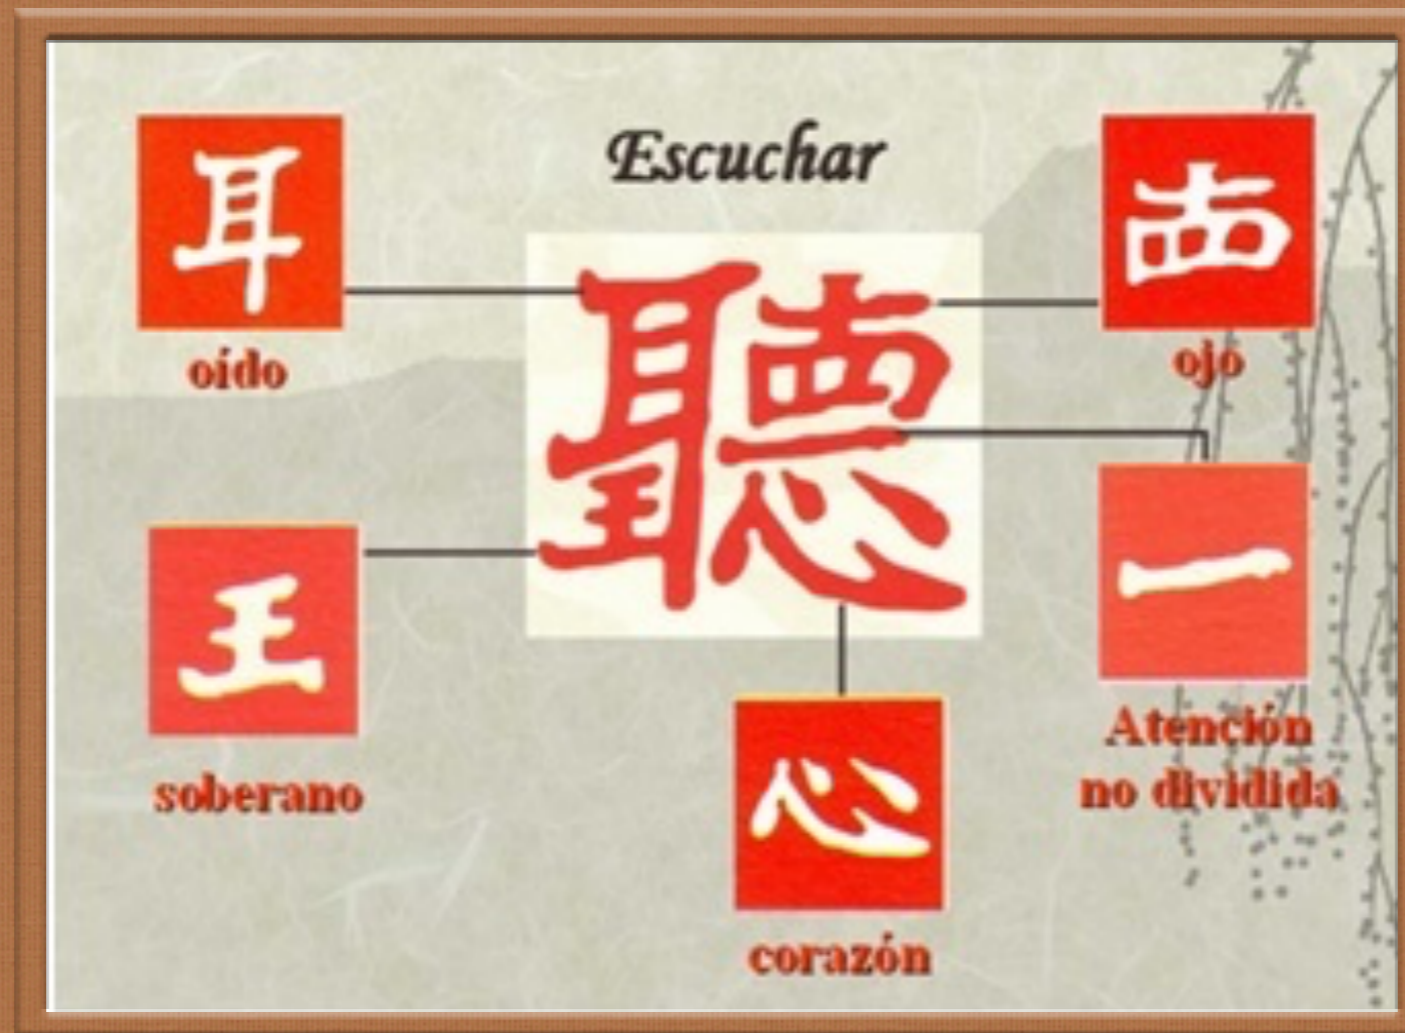 Escuchar
耳
oído
聽
𠧒
ojo
一
Atención
no dividida
王
soberano
心
corazón